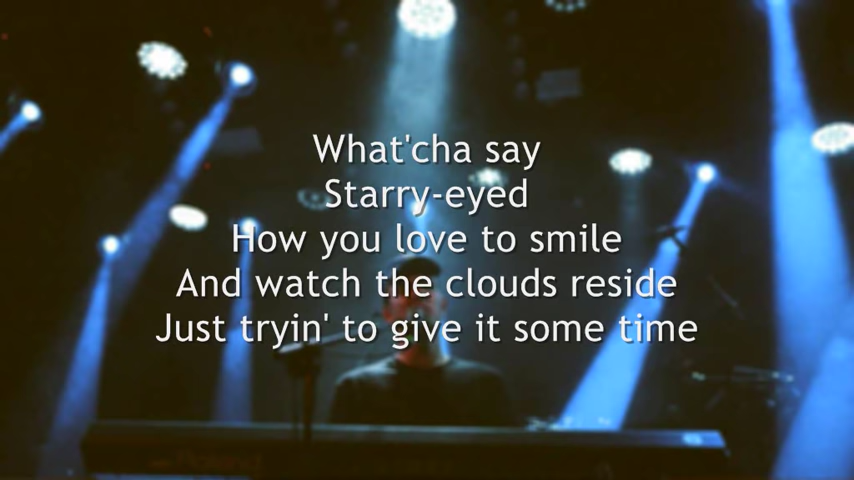 What'cha say
Starry-eyed
How you love to smile
And watch the clouds reside
Just tryin' to give it some time